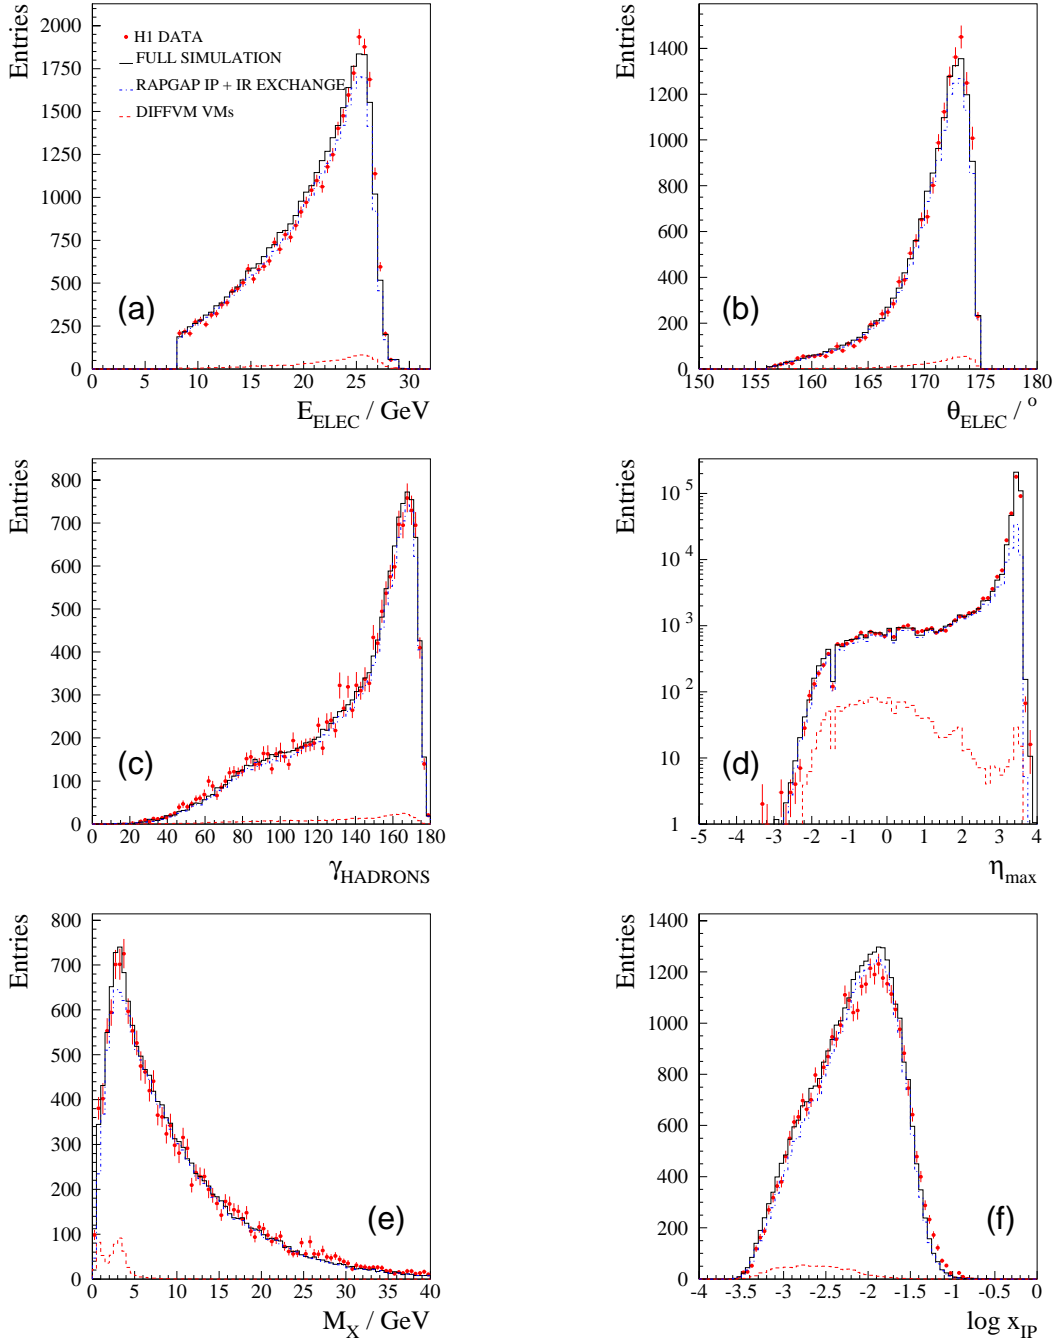 Entries
2000
1750
1500
1250
1000
750
500
250
0
H1 DATA
FULL SIMULATION
RAPGAP IP + IR EXCHANGE
DIFFVM VMs
(a)
0 5 10 15 20 25 30
E_ELEC / GeV
Entries
1400
1200
1000
800
600
400
200
0
(b)
150 155 160 165 170 175 180
θ_ELEC / °
Entries
800
700
600
500
400
300
200
100
0
(c)
0 20 40 60 80 100 120 140 160 180
γ_HADRONS
Entries
10^5
10^4
10^3
10^2
10
1
(d)
-5 -4 -3 -2 -1 0 1 2 3 4
η_max
Entries
800
700
600
500
400
300
200
100
0
(e)
0 5 10 15 20 25 30 35 40
M_X / GeV
Entries
1400
1200
1000
800
600
400
200
0
(f)
-4 -3.5 -3 -2.5 -2 -1.5 -1 -0.5 0
log x_IP